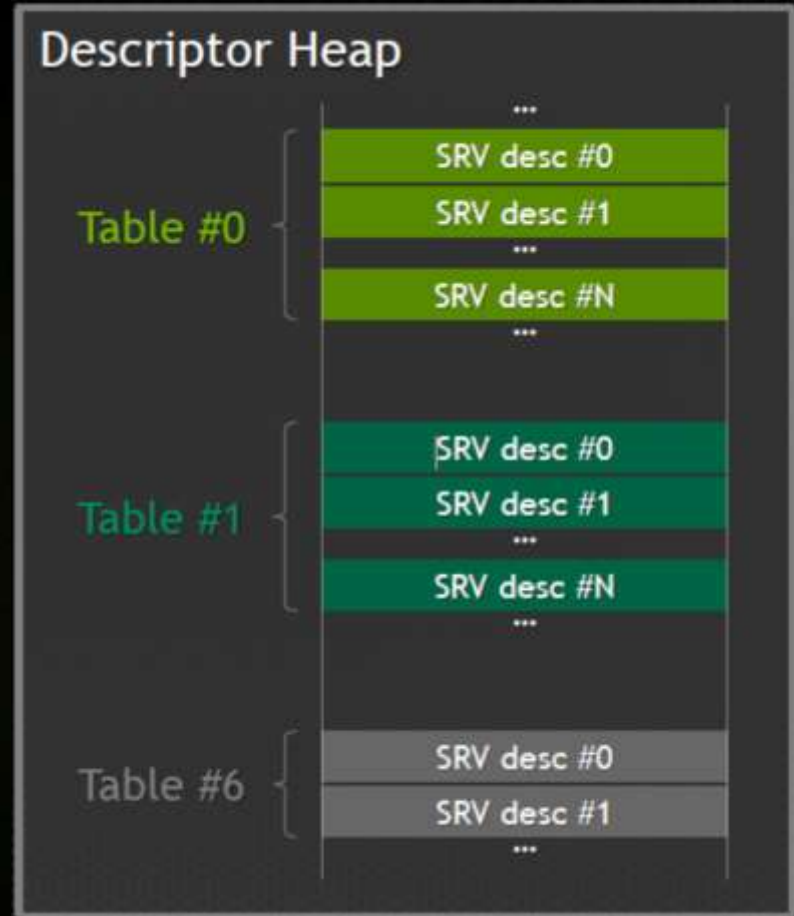 Descriptor Heap
...
Table #0
SRV desc #0
SRV desc #1
...
SRV desc #N
...
Table #1
SRV desc #0
SRV desc #1
...
SRV desc #N
...
Table #6
SRV desc #0
SRV desc #1
...